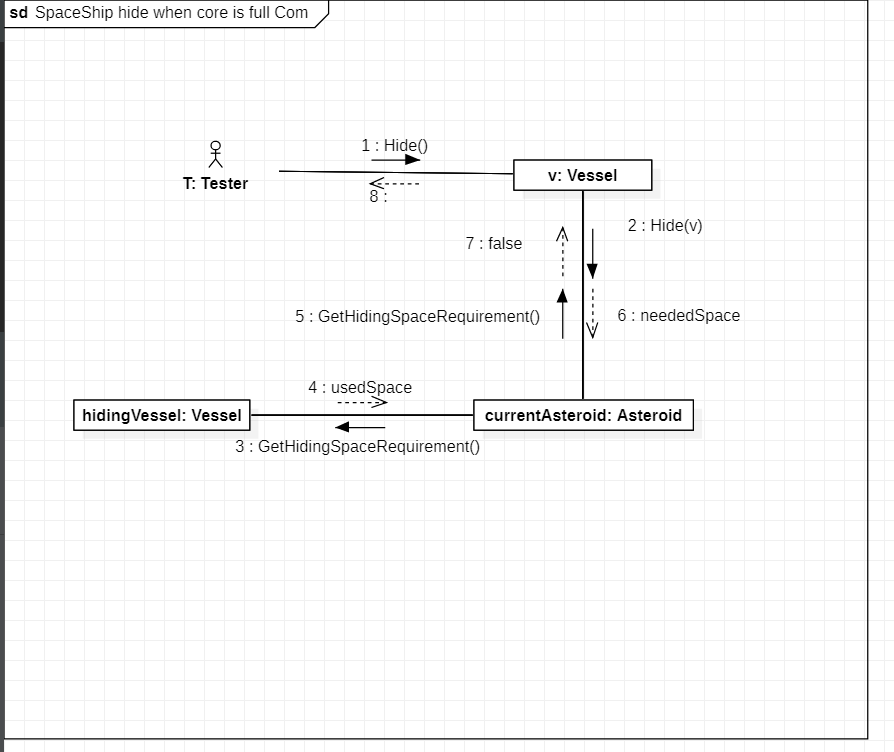 sd SpaceShip hide when core is full Com
1 : Hide()
T: Tester
8 :
v: Vessel
2 : Hide(v)
7 : false
5 : GetHidingSpaceRequirement()
6 : neededSpace
4 : usedSpace
hidingVessel: Vessel
currentAsteroid: Asteroid
3 : GetHidingSpaceRequirement()